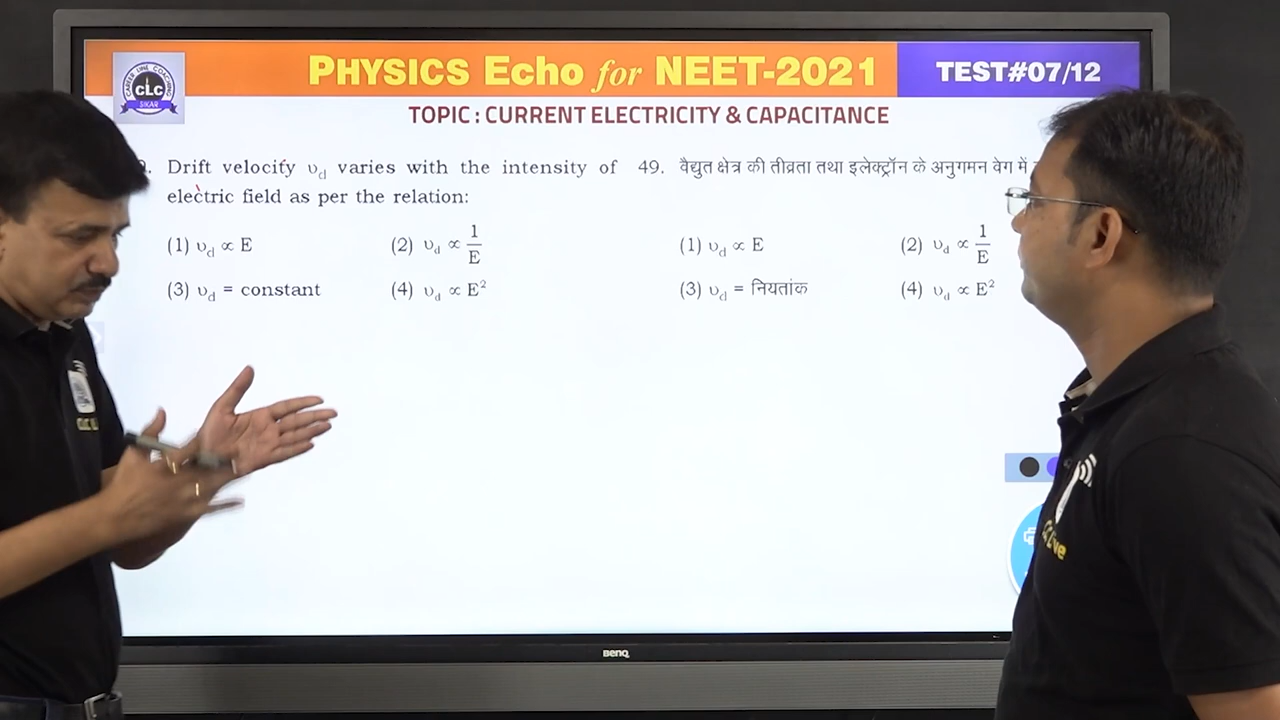 PHYSICS Echo for NEET-2021
TEST#07/12
CAREER LINE COACHING
CLC
SIKAR
TOPIC : CURRENT ELECTRICITY & CAPACITANCE
Drift velocity υd varies with the intensity of
electric field as per the relation:
(1) υd ∝ E (2) υd ∝ 1/E
(3) υd = constant (4) υd ∝ E²
49. वैद्युत क्षेत्र की तीव्रता तथा इलेक्ट्रॉन के अनुगमन वेग में
(1) υd ∝ E (2) υd ∝ 1/E
(3) υd = नियतांक (4) υd ∝ E²
BenQ